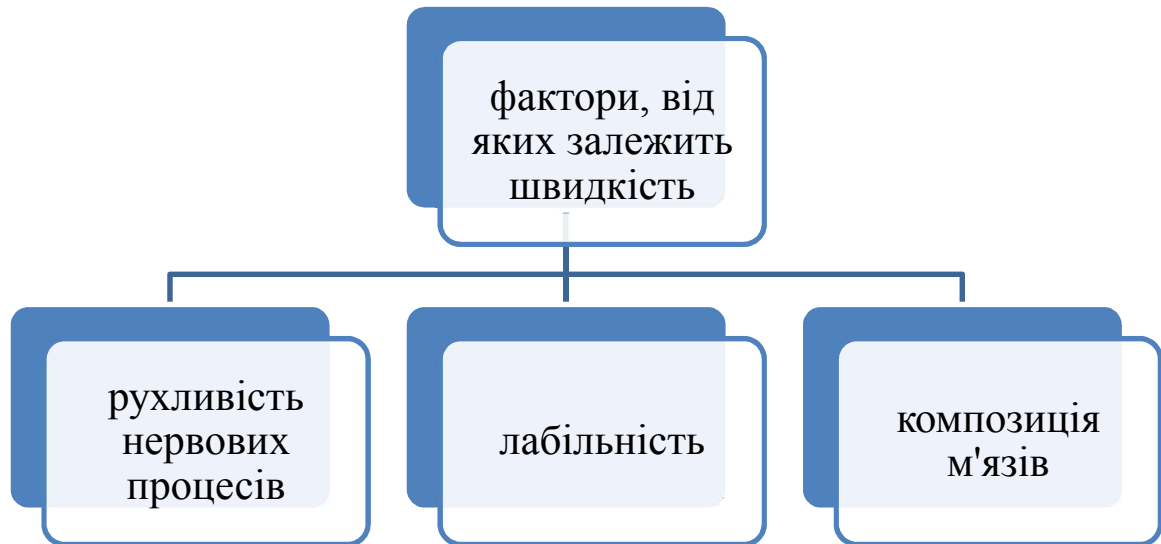 фактори, від
яких залежить
швидкість
рухливість
нервових
процесів
лабільність
композиція
м'язів